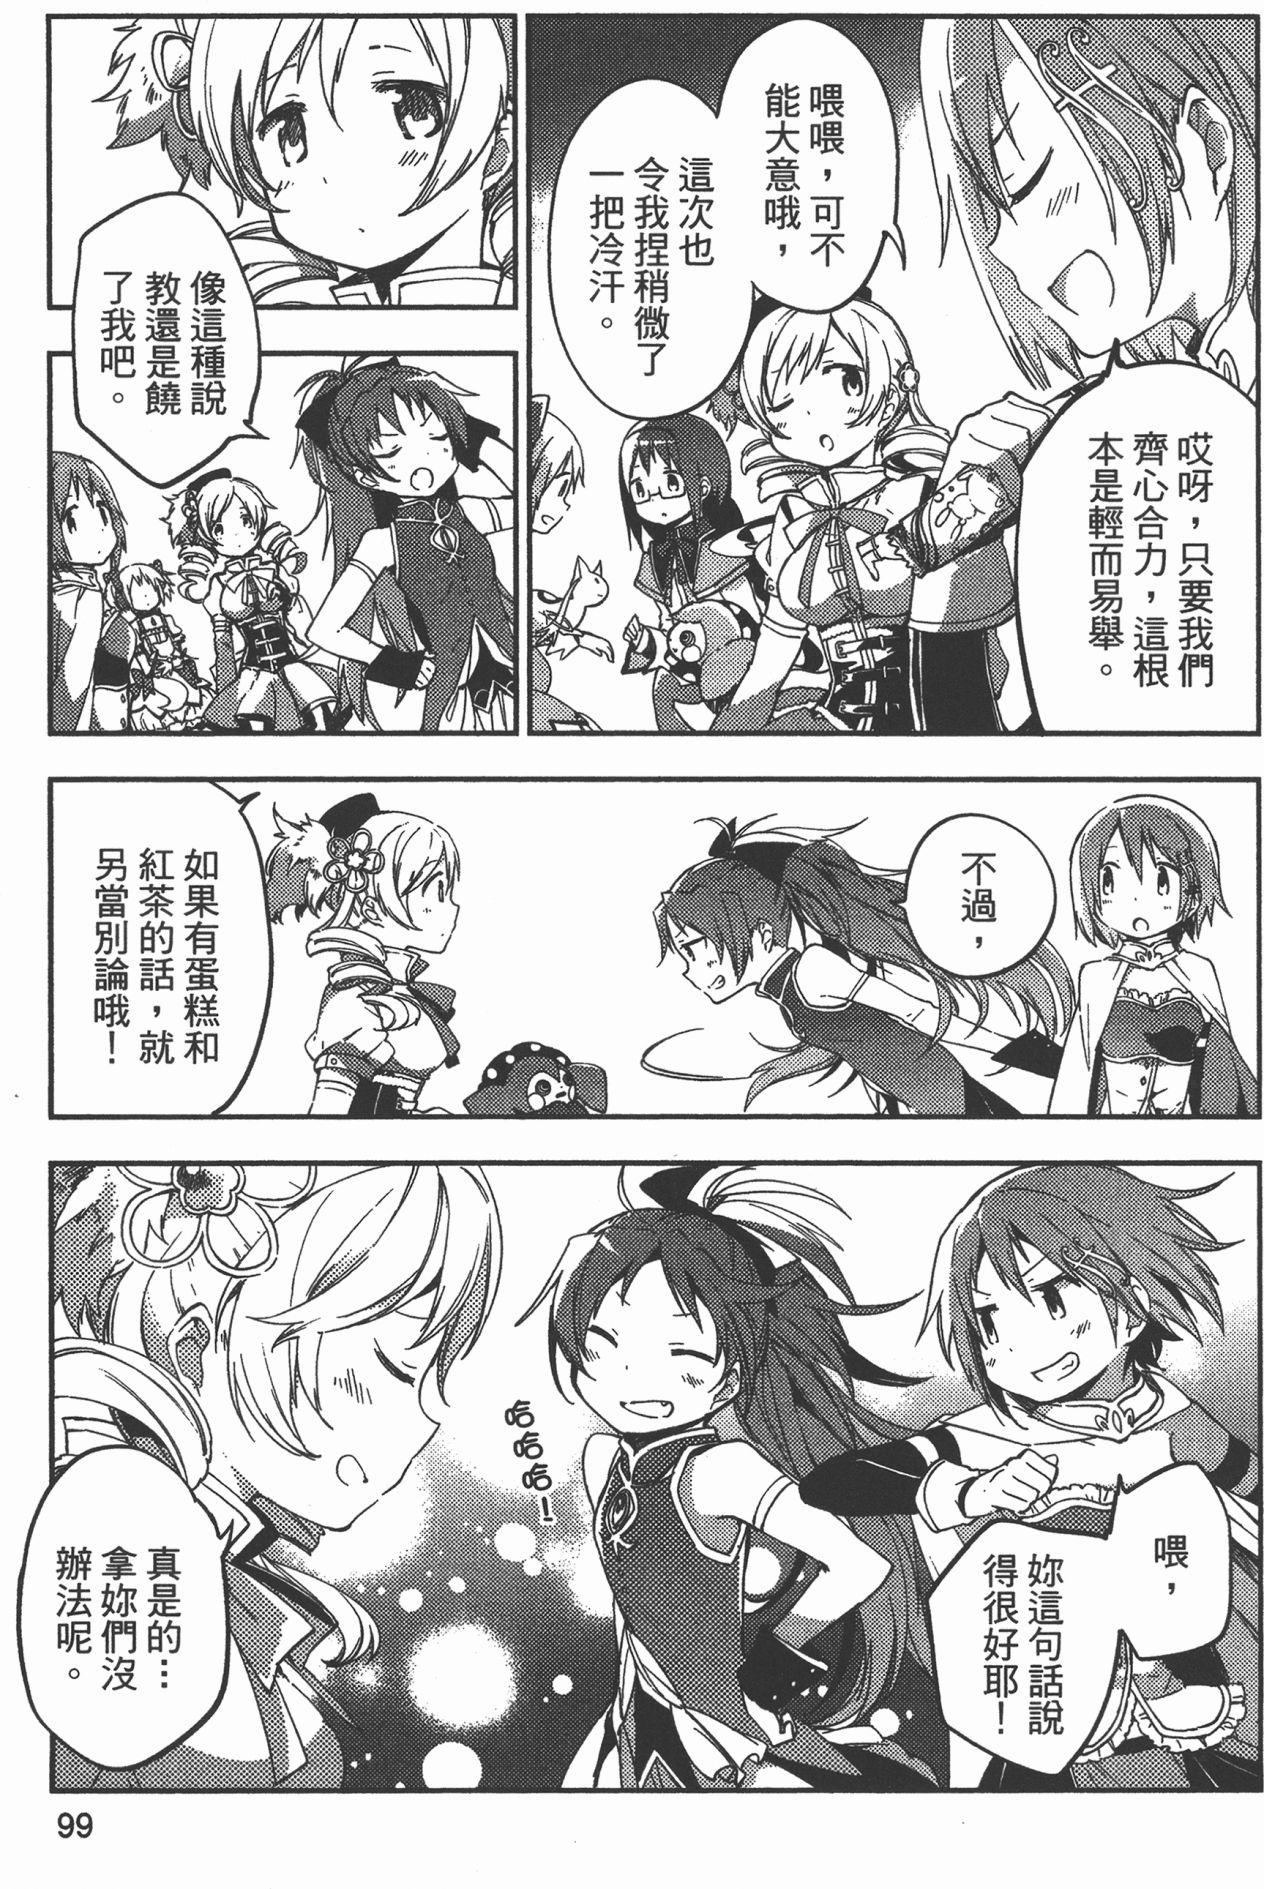 哎呀，只要我們
齊心合力，這根
本是輕而易舉。
喂喂，可不
能大意哦，
這次也
令我捏稍微了
一把冷汗。
像這種說
教還是饒
了我吧。
不過，
如果有蛋糕和
紅茶的話，就
另當別論哦！
喂，
妳這句話說
得很好耶！
哈哈哈！
真是的…
拿妳們沒
辦法呢。
99